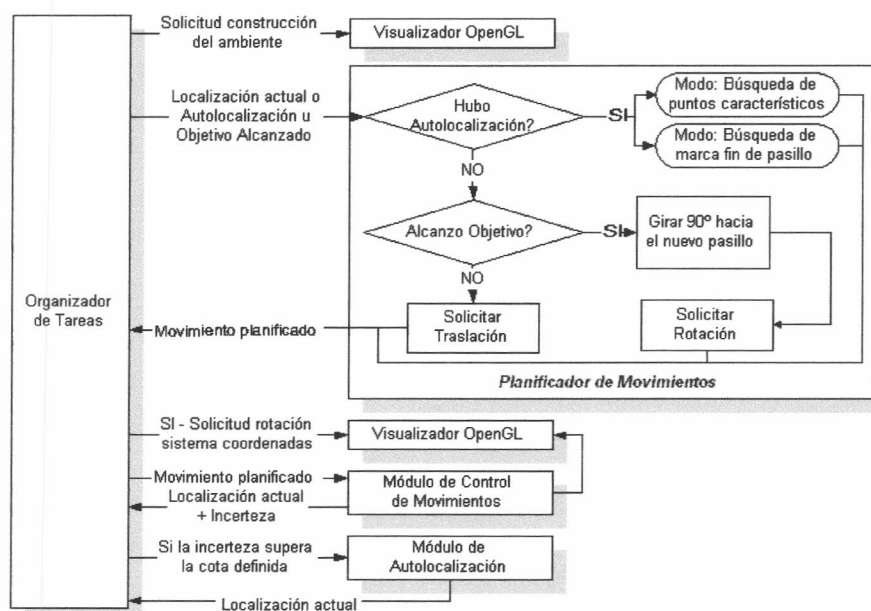 Solicitud construcción
del ambiente
Visualizador OpenGL
Localización actual o
Autolocalización u
Objetivo Alcanzado
Hubo
Autolocalización?
SI
Modo: Búsqueda de
puntos característicos
Modo: Búsqueda de
marca fin de pasillo
NO
Alcanzo Objetivo?
SI
Girar 90º hacia
el nuevo pasillo
NO
Organizador
de Tareas
Movimiento planificado
Solicitar
Traslación
Solicitar
Rotación
Planificador de Movimientos
SI - Solicitud rotación
sistema coordenadas
Visualizador OpenGL
Movimiento planificado
Localización actual
+ Incerteza
Módulo de Control
de Movimientos
Si la incerteza supera
la cota definida
Módulo de
Autolocalización
Localización actual